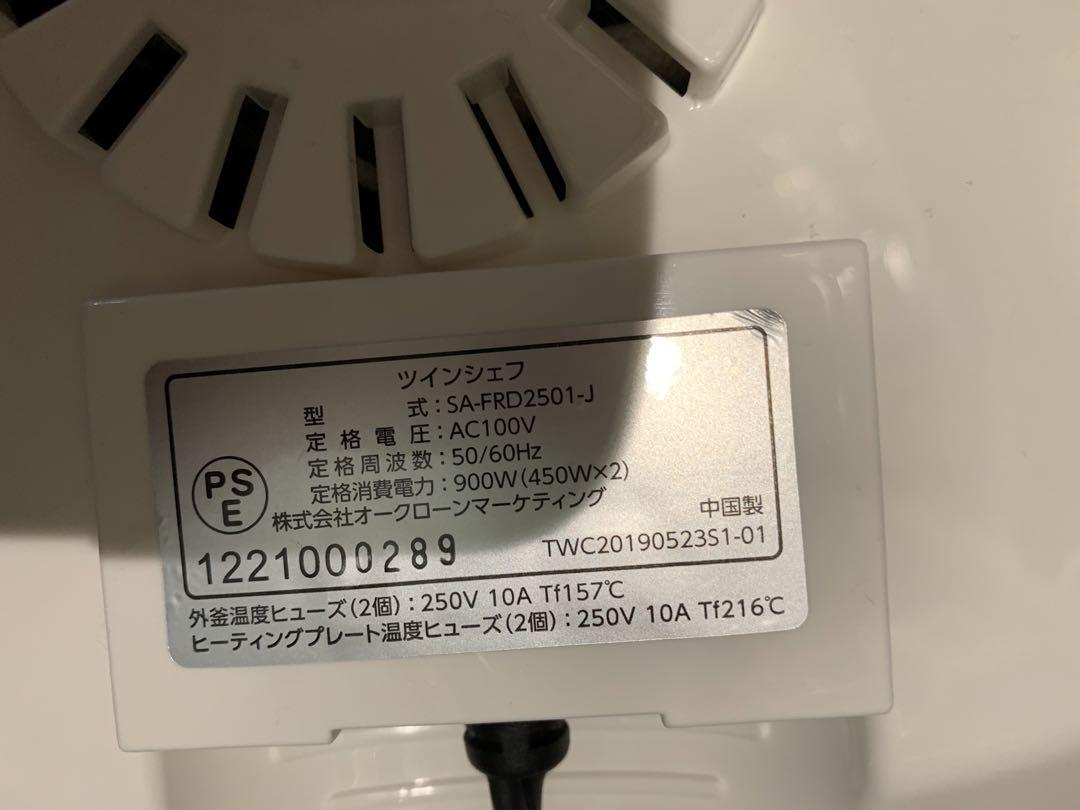 ツインシェフ
型 式：SA-FRD2501-J
定格電圧：AC100V
定格周波数：50/60Hz
定格消費電力：900W(450W×2)
PS
E
株式会社オークローンマーケティング
中国製
1221000289
TWC20190523S1-01
外釜温度ヒューズ(2個)：250V 10A Tf157℃
ヒーティングプレート温度ヒューズ(2個)：250V 10A Tf216℃